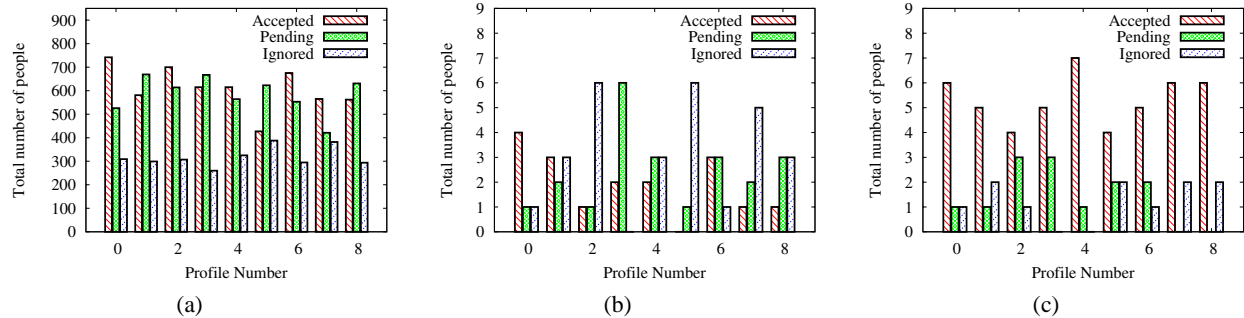 Total number of people
950
900
800
700
600
500
400
300
200
100
0
0 2 4 6 8
Profile Number
Accepted
Pending
Ignored
(a)
Total number of people
9
8
7
6
5
4
3
2
1
0
0 2 4 6 8
Profile Number
Accepted
Pending
Ignored
(b)
Total number of people
9
8
7
6
5
4
3
2
1
0
0 2 4 6 8
Profile Number
Accepted
Pending
Ignored
(c)